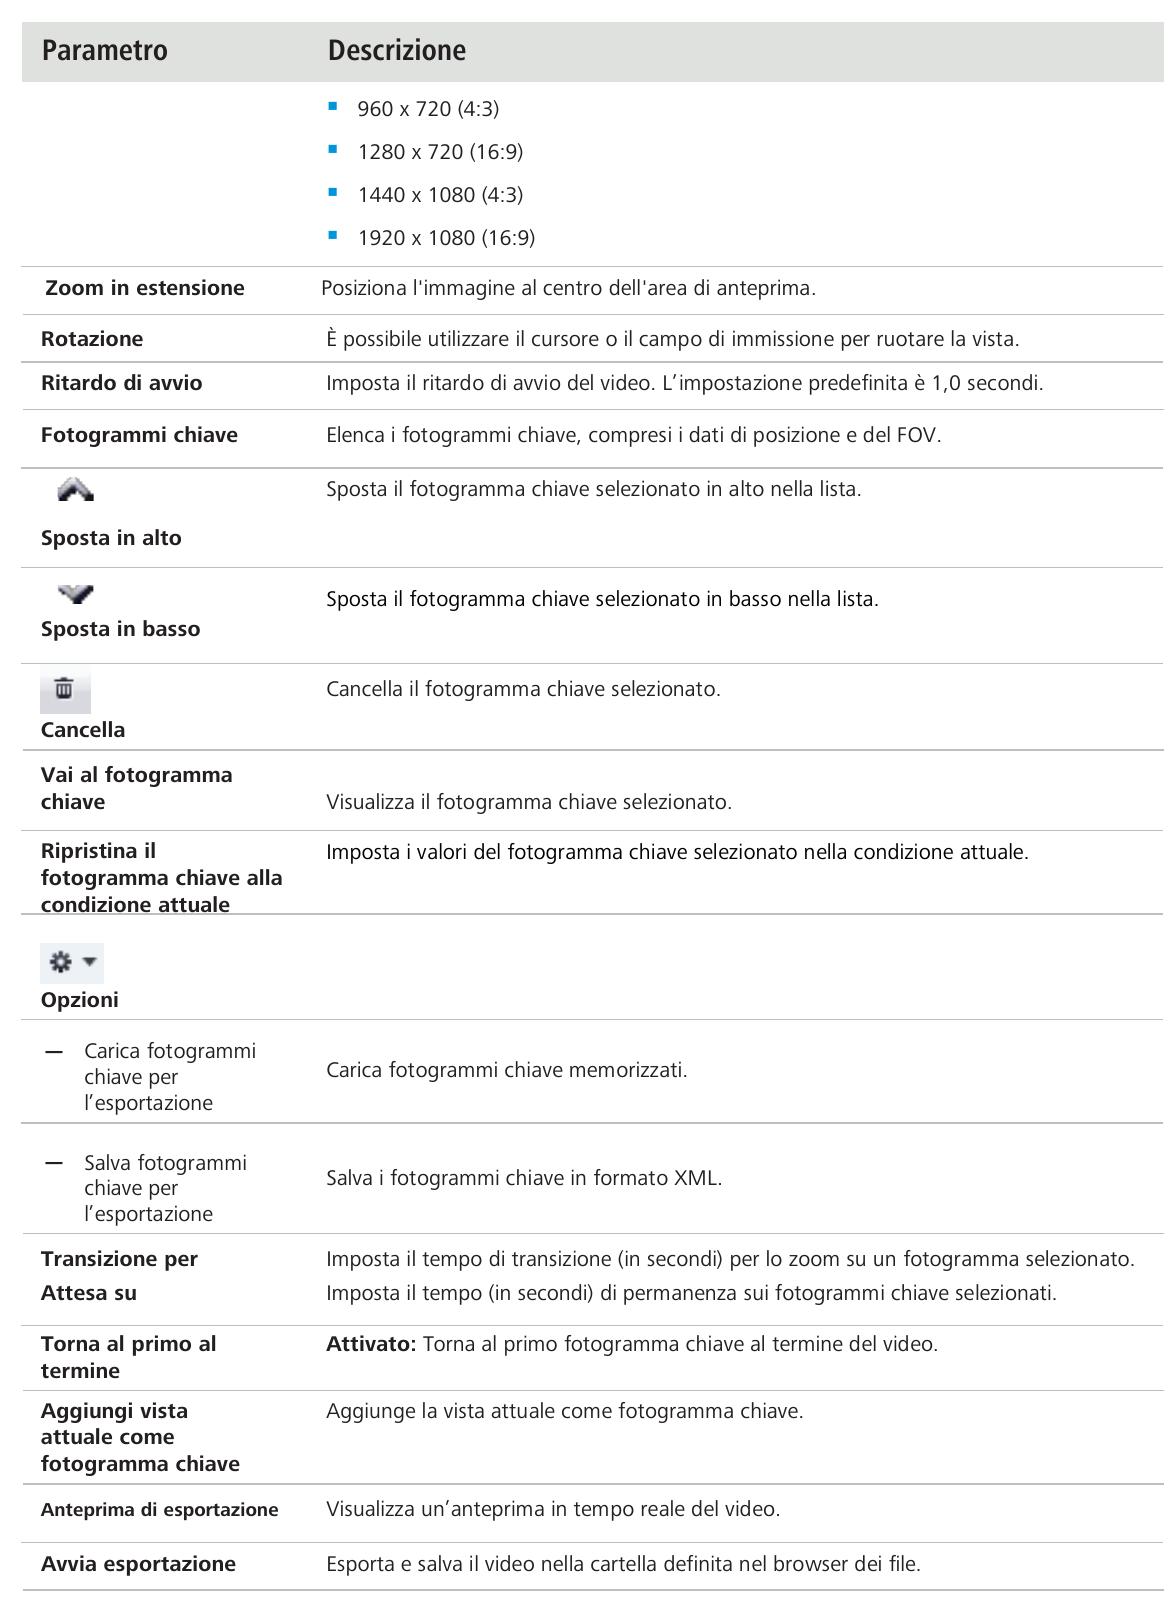 Parametro Descrizione
960 x 720 (4:3)
1280 x 720 (16:9)
1440 x 1080 (4:3)
1920 x 1080 (16:9)
Zoom in estensione Posiziona l'immagine al centro dell'area di anteprima.
Rotazione È possibile utilizzare il cursore o il campo di immissione per ruotare la vista.
Ritardo di avvio Imposta il ritardo di avvio del video. L’impostazione predefinita è 1,0 secondi.
Fotogrammi chiave Elenca i fotogrammi chiave, compresi i dati di posizione e del FOV.
Sposta il fotogramma chiave selezionato in alto nella lista.
Sposta in alto
Sposta il fotogramma chiave selezionato in basso nella lista.
Sposta in basso
Cancella il fotogramma chiave selezionato.
Cancella
Vai al fotogramma
chiave Visualizza il fotogramma chiave selezionato.
Ripristina il Imposta i valori del fotogramma chiave selezionato nella condizione attuale.
fotogramma chiave alla
condizione attuale
Opzioni
— Carica fotogrammi
chiave per
l’esportazione
Carica fotogrammi chiave memorizzati.
— Salva fotogrammi
chiave per
l’esportazione
Salva i fotogrammi chiave in formato XML.
Transizione per Imposta il tempo di transizione (in secondi) per lo zoom su un fotogramma selezionato.
Attesa su Imposta il tempo (in secondi) di permanenza sui fotogrammi chiave selezionati.
Torna al primo al Attivato: Torna al primo fotogramma chiave al termine del video.
termine
Aggiungi vista Aggiunge la vista attuale come fotogramma chiave.
attuale come
fotogramma chiave
Anteprima di esportazione Visualizza un’anteprima in tempo reale del video.
Avvia esportazione Esporta e salva il video nella cartella definita nel browser dei file.